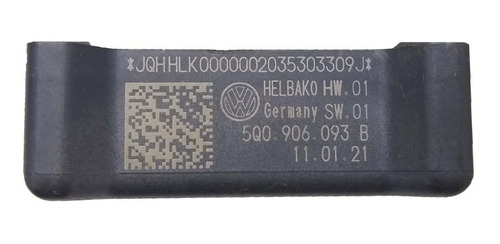 *JQHHLK0000002035303309J*
HELBAKO HW.01
Germany SW.01
5Q0.906.093 B
11.01.21